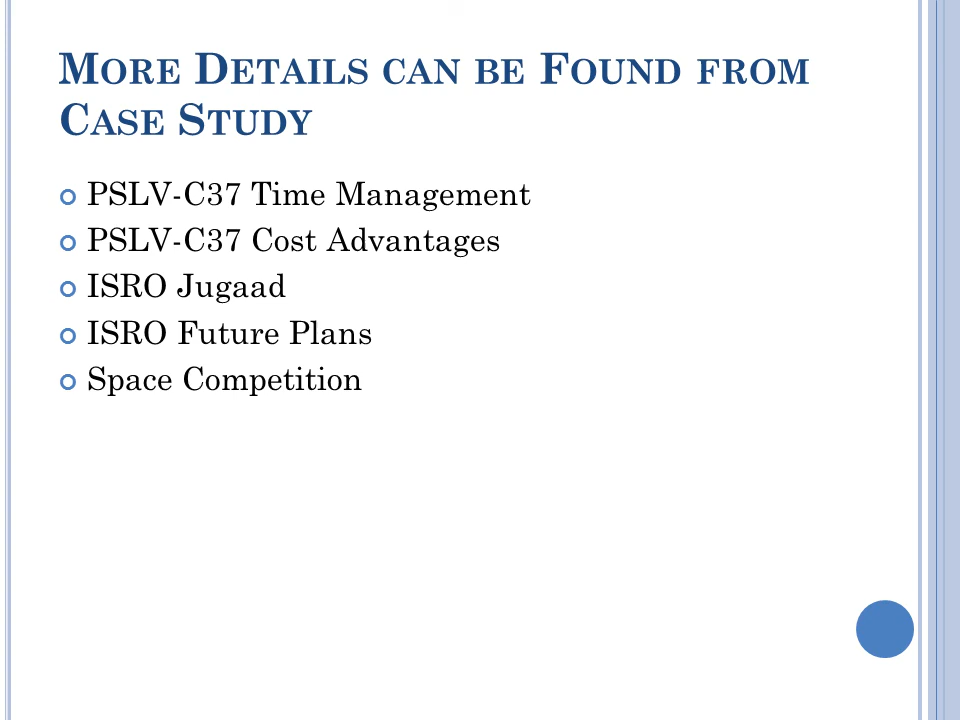 More Details can be Found from
Case Study
PSLV-C37 Time Management
PSLV-C37 Cost Advantages
ISRO Jugaad
ISRO Future Plans
Space Competition